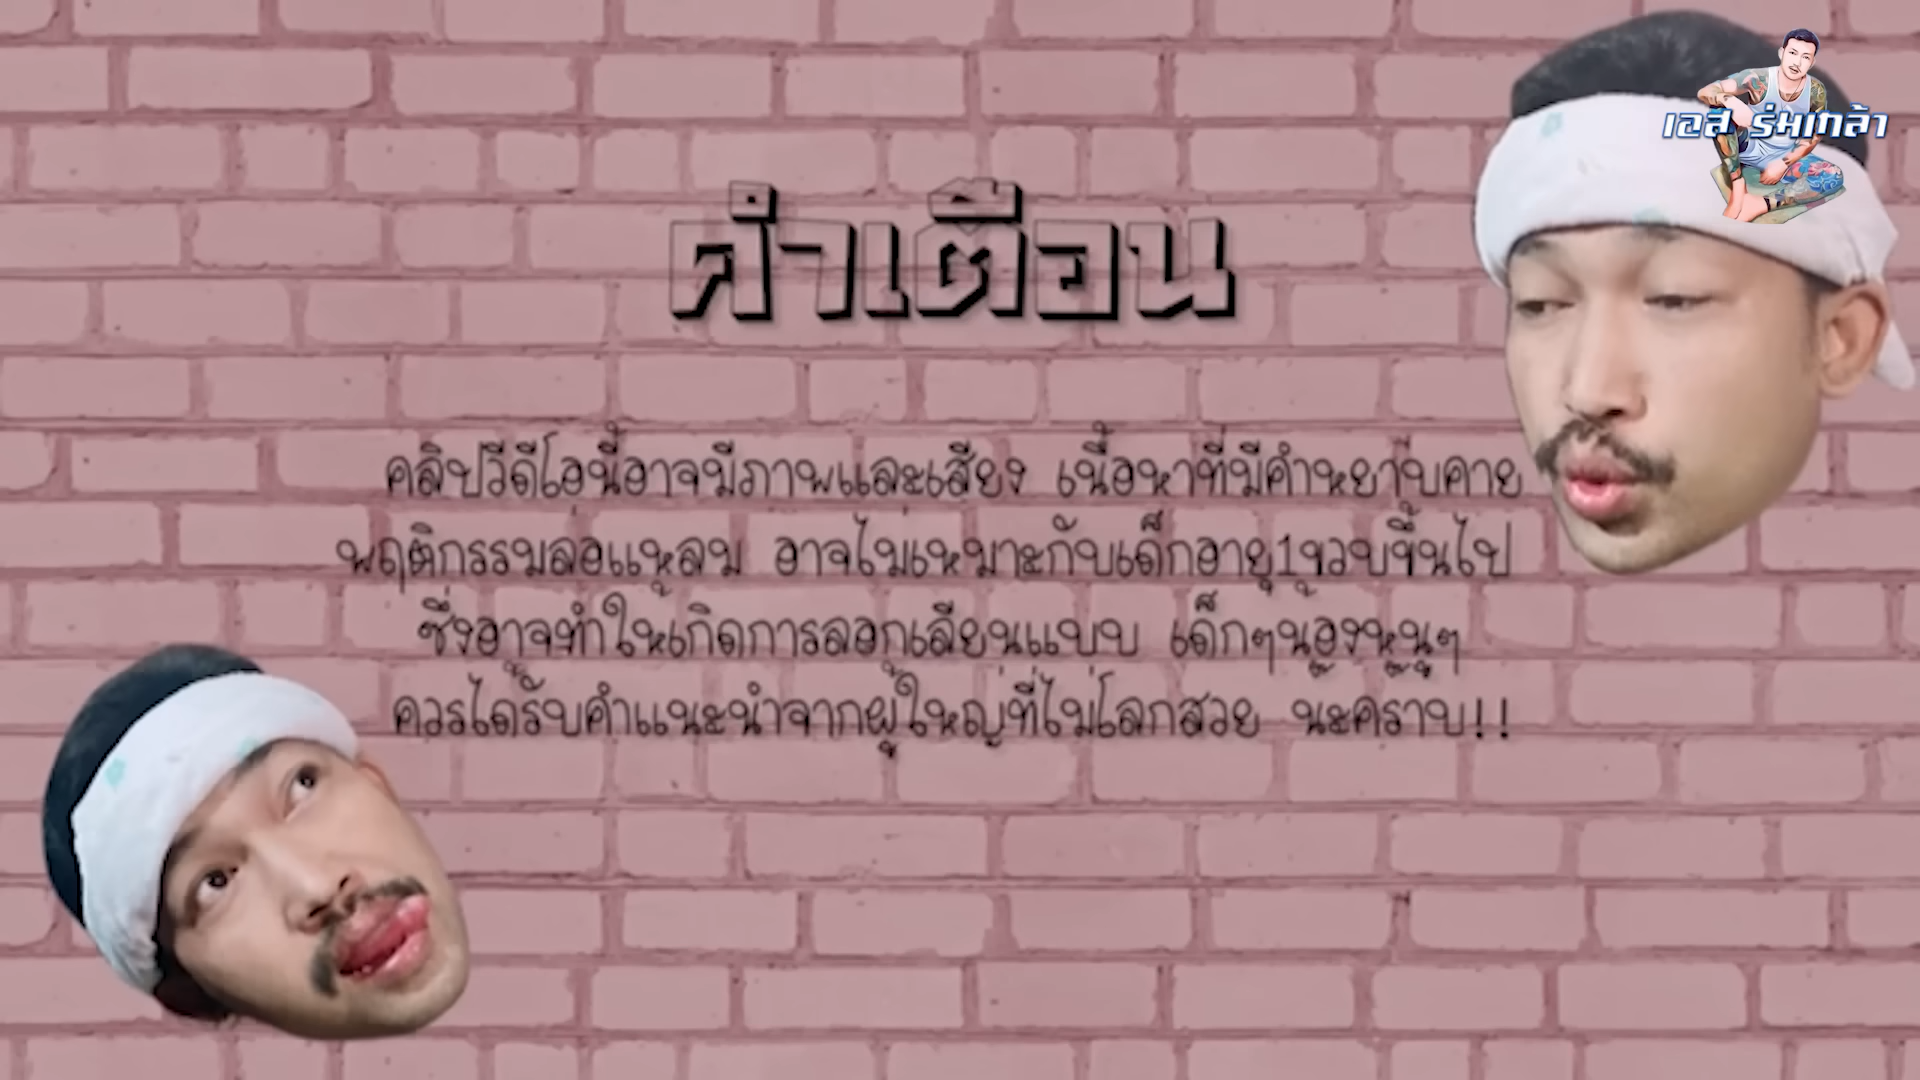 เอส ร่มเกล้า
คำเตือน
คลิปวีดีโอนี้อาจมีภาพและเสียง เนื้อหาที่มีคำหยาบคาย
พฤติกรรมล่อแหลม อาจไม่เหมาะกับเด็กอายุ1ขวบขึ้นไป
ซึ่งอาจทำให้เกิดการลอกเลียนแบบ เด็กๆน้องหนูๆ
ควรได้รับคำแนะนำจากผู้ใหญ่ที่ไม่โลกสวย นะคร้าบ!!